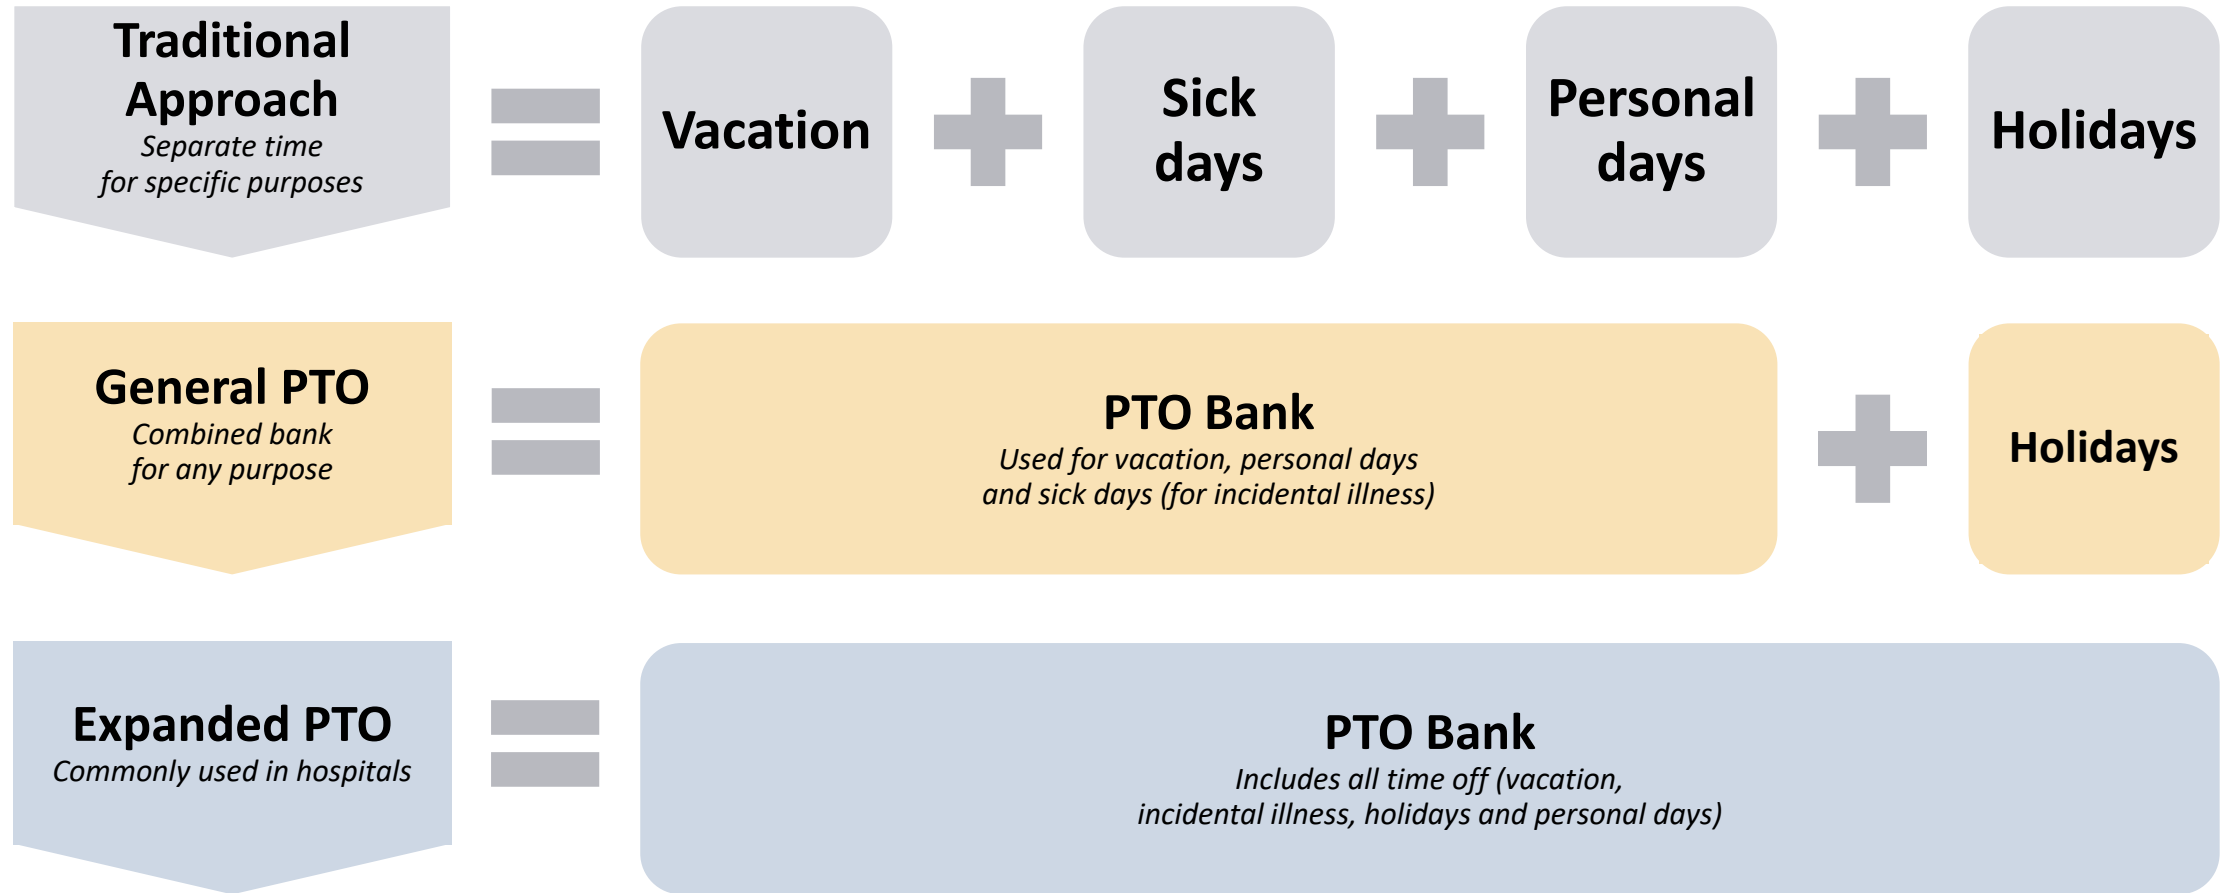 Traditional
Approach
Separate time
for specific purposes
Vacation
Sick
days
Personal
days
Holidays
General PTO
Combined bank
for any purpose
PTO Bank
Used for vacation, personal days
and sick days (for incidental illness)
Holidays
Expanded PTO
Commonly used in hospitals
PTO Bank
Includes all time off (vacation,
incidental illness, holidays and personal days)